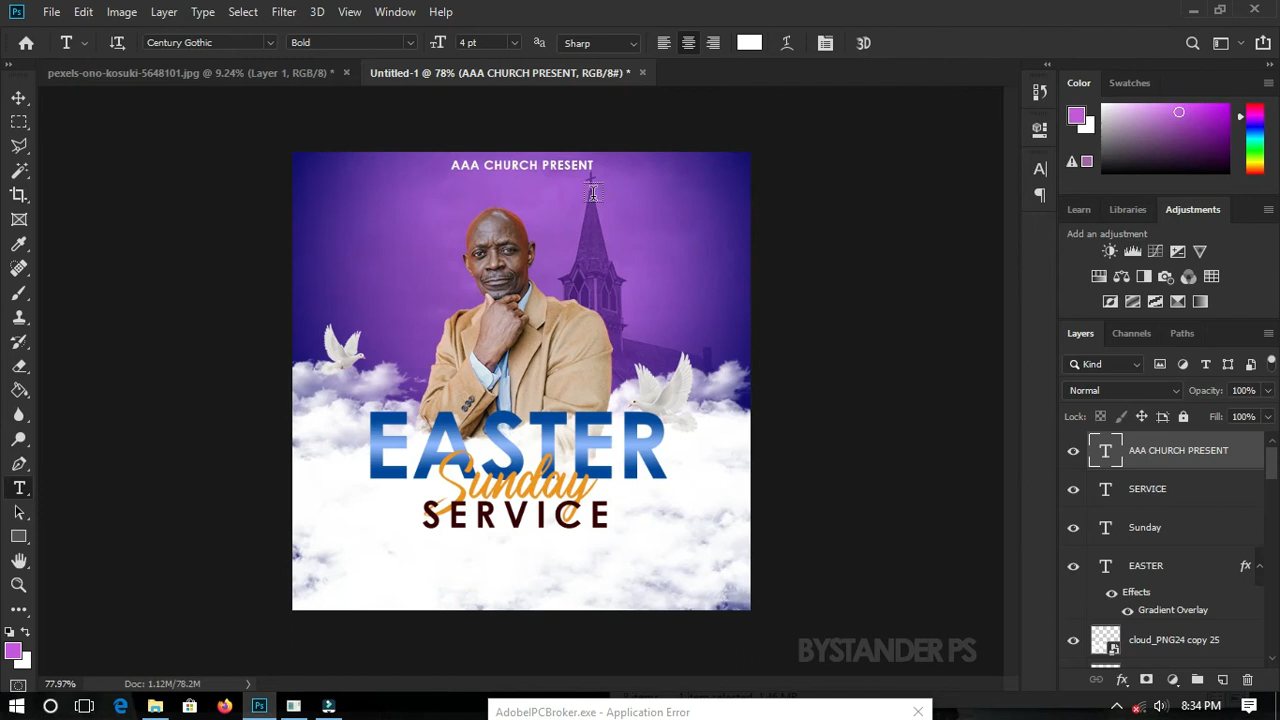 Ps File Edit Image Layer Type Select Filter 3D View Window Help
T Century Gothic Bold 4 pt aa Sharp 3D
pexels-ono-kosuki-5648101.jpg @ 9.24% (Layer 1, RGB/8) * × Untitled-1 @ 78% (AAA CHURCH PRESENT, RGB/8#) * ×
Color Swatches
AAA CHURCH PRESENT
Learn Libraries Adjustments
Add an adjustment
Layers Channels Paths
Kind
Normal Opacity: 100%
Lock: Fill: 100%
EASTER
Sunday
SERVICE
AAA CHURCH PRESENT
SERVICE
Sunday
EASTER fx
Effects
Gradient Overlay
cloud_PNG24 copy 25
BYSTANDER PS
77.97% Doc: 1.12M/78.2M
AdobeIPCBroker.exe - Application Error
8:34 PM